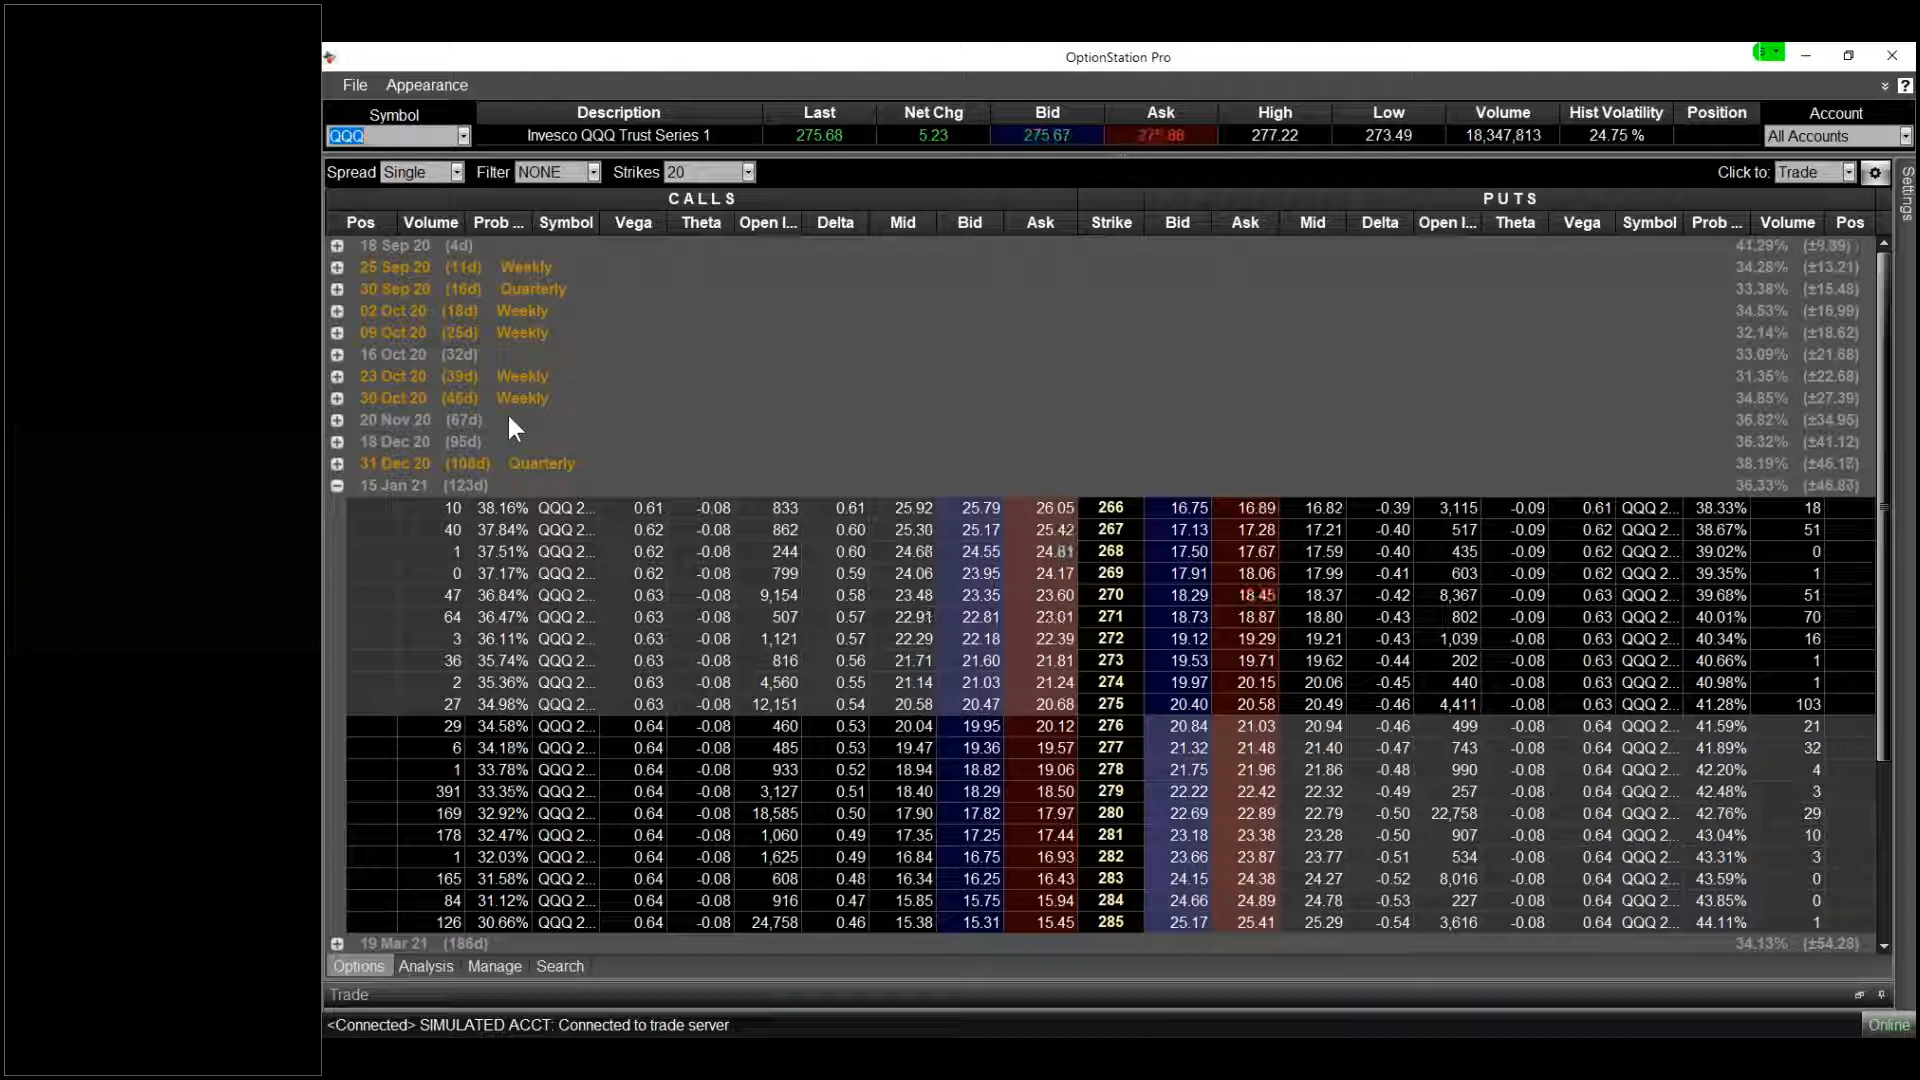 OptionStation Pro
File Appearance
Symbol Description Last Net Chg Bid Ask High Low Volume Hist Volatility Position Account
QQQ Invesco QQQ Trust Series 1 275.68 5.23 275.67 277.22 273.49 18,347,813 24.75 % All Accounts
Spread Single Filter NONE Strikes 20 Click to: Trade
Settings
CALLS PUTS
Pos Volume Prob ... Symbol Vega Theta Open I... Delta Mid Bid Ask Strike Bid Ask Mid Delta Open I... Theta Vega Symbol Prob ... Volume Pos
18 Sep 20 (4d) 41.29% (±9.39)
25 Sep 20 (11d) Weekly 34.28% (±13.21)
30 Sep 20 (16d) Quarterly 33.38% (±15.48)
02 Oct 20 (18d) Weekly 34.53% (±16.99)
09 Oct 20 (25d) Weekly 32.14% (±18.62)
16 Oct 20 (32d) 33.09% (±21.68)
23 Oct 20 (39d) Weekly 31.35% (±22.68)
30 Oct 20 (46d) Weekly 34.85% (±27.39)
20 Nov 20 (67d) 36.82% (±34.95)
18 Dec 20 (95d) 36.32% (±41.12)
31 Dec 20 (108d) Quarterly 38.19%
15 Jan 21 (123d) 36.33%
10 38.16% QQQ 2... 0.61 -0.08 833 0.61 25.92 25.79 26.05 266 16.75 16.89 16.82 -0.39 3,115 -0.09 0.61 QQQ 2... 38.33% 18
40 37.84% QQQ 2... 0.62 -0.08 862 0.60 25.30 25.17 25.42 267 17.13 17.28 17.21 -0.40 517 -0.09 0.62 QQQ 2... 38.67% 51
1 37.51% QQQ 2... 0.62 -0.08 244 0.60 24.68 24.55 268 17.50 17.67 17.59 -0.40 435 -0.09 0.62 QQQ 2... 39.02% 0
0 37.17% QQQ 2... 0.62 -0.08 799 0.59 24.06 23.95 24.17 269 17.91 18.06 17.99 -0.41 603 -0.09 0.62 QQQ 2... 39.35% 1
47 36.84% QQQ 2... 0.63 -0.08 9,154 0.58 23.48 23.35 23.60 270 18.29 18.45 18.37 -0.42 8,367 -0.09 0.63 QQQ 2... 39.68% 51
64 36.47% QQQ 2... 0.63 -0.08 507 0.57 22.91 22.81 23.01 271 18.73 18.87 18.80 -0.43 802 -0.09 0.63 QQQ 2... 40.01% 70
3 36.11% QQQ 2... 0.63 -0.08 1,121 0.57 22.29 22.18 22.39 272 19.12 19.29 19.21 -0.43 1,039 -0.09 0.63 QQQ 2... 40.34% 16
36 35.74% QQQ 2... 0.63 -0.08 816 0.56 21.71 21.60 21.81 273 19.53 19.71 19.62 -0.44 202 -0.08 0.63 QQQ 2... 40.66% 1
2 35.36% QQQ 2... 0.63 -0.08 4,560 0.55 21.14 21.03 21.24 274 19.97 20.15 20.06 -0.45 440 -0.08 0.63 QQQ 2... 40.98% 1
27 34.98% QQQ 2... 0.63 -0.08 12,151 0.54 20.58 20.47 20.68 275 20.40 20.58 20.49 -0.46 4,411 -0.08 0.63 QQQ 2... 41.28% 103
29 34.58% QQQ 2... 0.64 -0.08 460 0.53 20.04 19.95 20.12 276 20.84 21.03 20.94 -0.46 499 -0.08 0.64 QQQ 2... 41.59% 21
6 34.18% QQQ 2... 0.64 -0.08 485 0.53 19.47 19.36 19.57 277 21.32 21.48 21.40 -0.47 743 -0.08 0.64 QQQ 2... 41.89% 32
1 33.78% QQQ 2... 0.64 -0.08 933 0.52 18.94 18.82 19.06 278 21.75 21.96 21.86 -0.48 990 -0.08 0.64 QQQ 2... 42.20% 4
391 33.35% QQQ 2... 0.64 -0.08 3,127 0.51 18.40 18.29 18.50 279 22.22 22.42 22.32 -0.49 257 -0.08 0.64 QQQ 2... 42.48% 3
169 32.92% QQQ 2... 0.64 -0.08 18,585 0.50 17.90 17.82 17.97 280 22.69 22.89 22.79 -0.50 22,758 -0.08 0.64 QQQ 2... 42.76% 29
178 32.47% QQQ 2... 0.64 -0.08 1,060 0.49 17.35 17.25 17.44 281 23.18 23.38 23.28 -0.50 907 -0.08 0.64 QQQ 2... 43.04% 10
1 32.03% QQQ 2... 0.64 -0.08 1,625 0.49 16.84 16.75 16.93 282 23.66 23.87 23.77 -0.51 534 -0.08 0.64 QQQ 2... 43.31% 3
165 31.58% QQQ 2... 0.64 -0.08 608 0.48 16.34 16.25 16.43 283 24.15 24.38 24.27 -0.52 8,016 -0.08 0.64 QQQ 2... 43.59% 0
84 31.12% QQQ 2... 0.64 -0.08 916 0.47 15.85 15.75 15.94 284 24.66 24.89 24.78 -0.53 227 -0.08 0.64 QQQ 2... 43.85% 0
126 30.66% QQQ 2... 0.64 -0.08 24,758 0.46 15.38 15.31 15.45 285 25.17 25.41 25.29 -0.54 3,616 -0.08 0.64 QQQ 2... 44.11% 1
19 Mar 21 (186d) 34.13% (±54.28)
Options Analysis Manage Search
Trade
<Connected> SIMULATED ACCT: Connected to trade server
Online